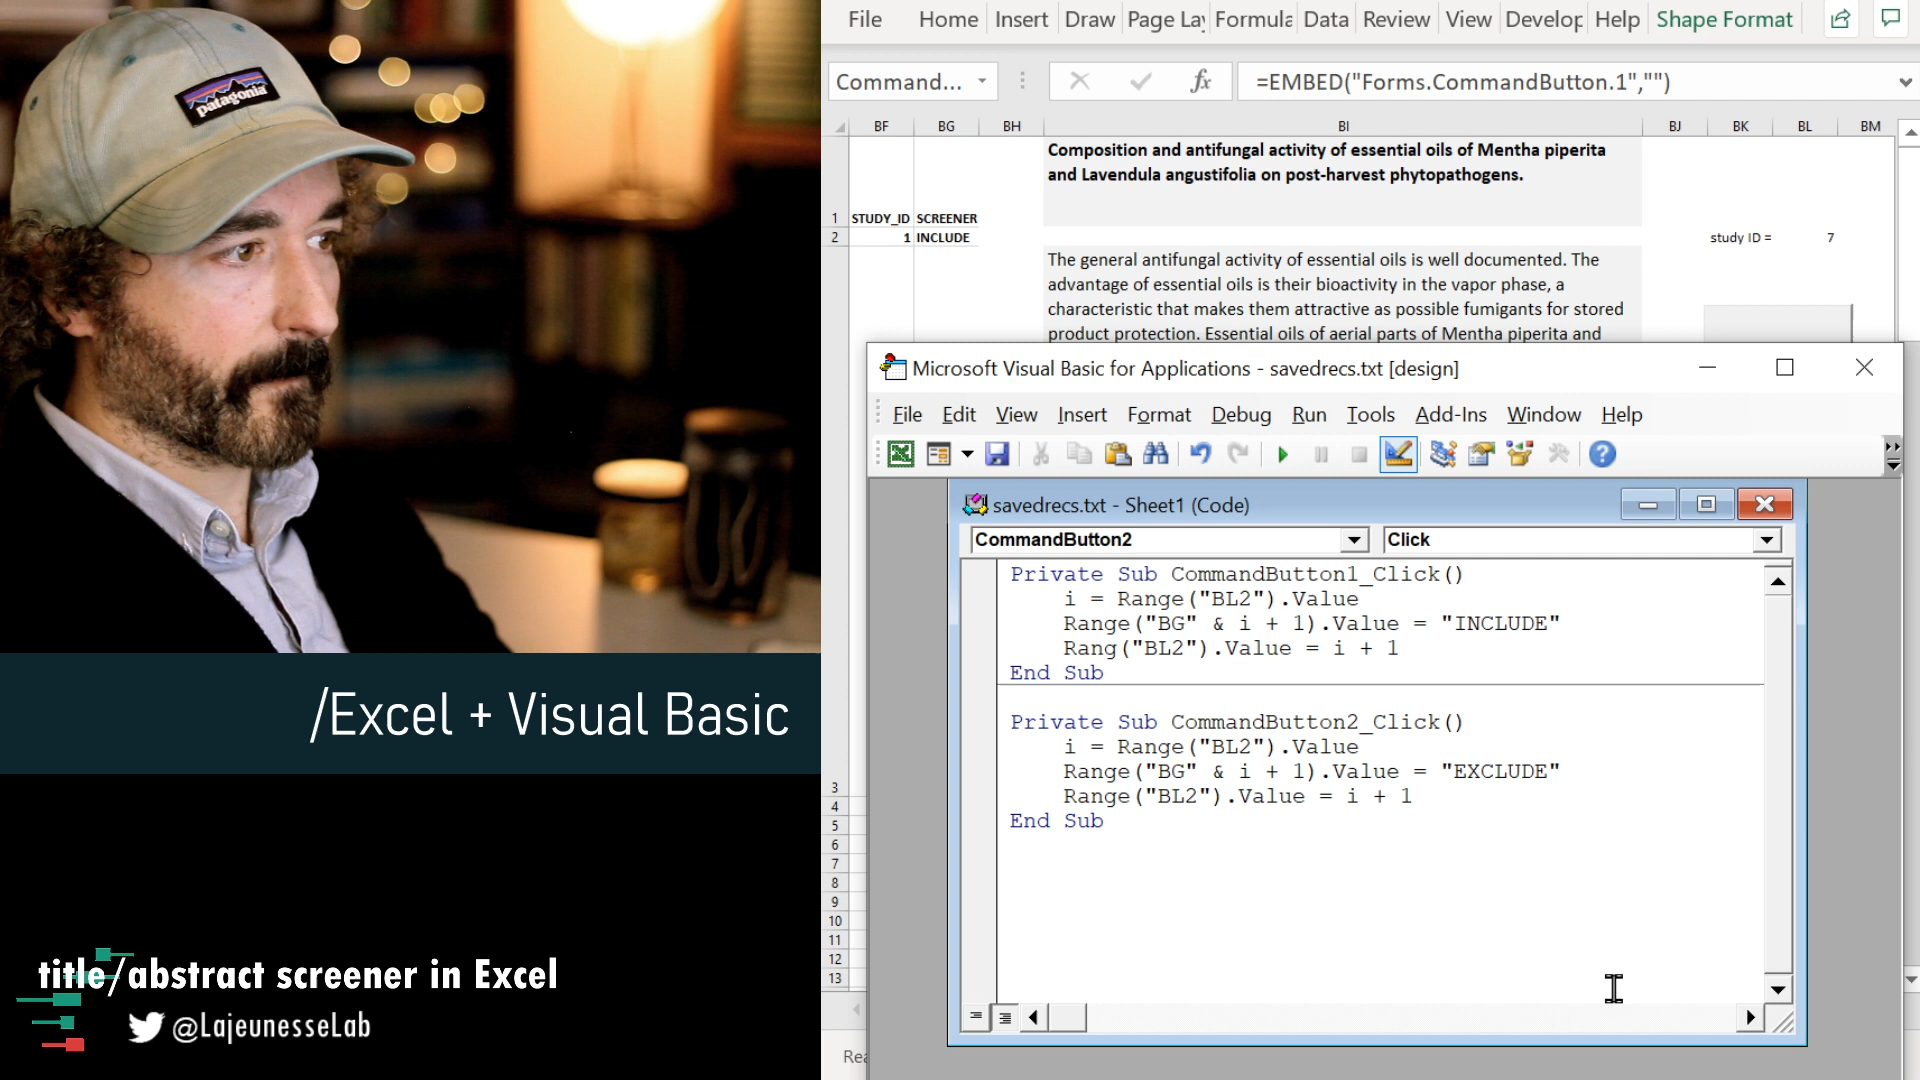 patagonia
/Excel + Visual Basic
title/abstract screener in Excel
@LajeunesseLab
File Home Insert Draw Page Lay Formula Data Review View Develop Help Shape Format
Command... fx =EMBED("Forms.CommandButton.1","")
BF BG BH BI BJ BK BL BM
Composition and antifungal activity of essential oils of Mentha piperita
and Lavendula angustifolia on post-harvest phytopathogens.
1 STUDY_ID SCREENER
2 1 INCLUDE study ID = 7
The general antifungal activity of essential oils is well documented. The
advantage of essential oils is their bioactivity in the vapor phase, a
characteristic that makes them attractive as possible fumigants for stored
product protection. Essential oils of aerial parts of Mentha piperita and
Microsoft Visual Basic for Applications - savedrecs.txt [design]
File Edit View Insert Format Debug Run Tools Add-Ins Window Help
savedrecs.txt - Sheet1 (Code)
CommandButton2 Click
Private Sub CommandButton1_Click()
i = Range("BL2").Value
Range("BG" & i + 1).Value = "INCLUDE"
Rang("BL2").Value = i + 1
End Sub
Private Sub CommandButton2_Click()
i = Range("BL2").Value
Range("BG" & i + 1).Value = "EXCLUDE"
Range("BL2").Value = i + 1
End Sub
3
4
5
6
7
8
9
10
11
12
13
Rea